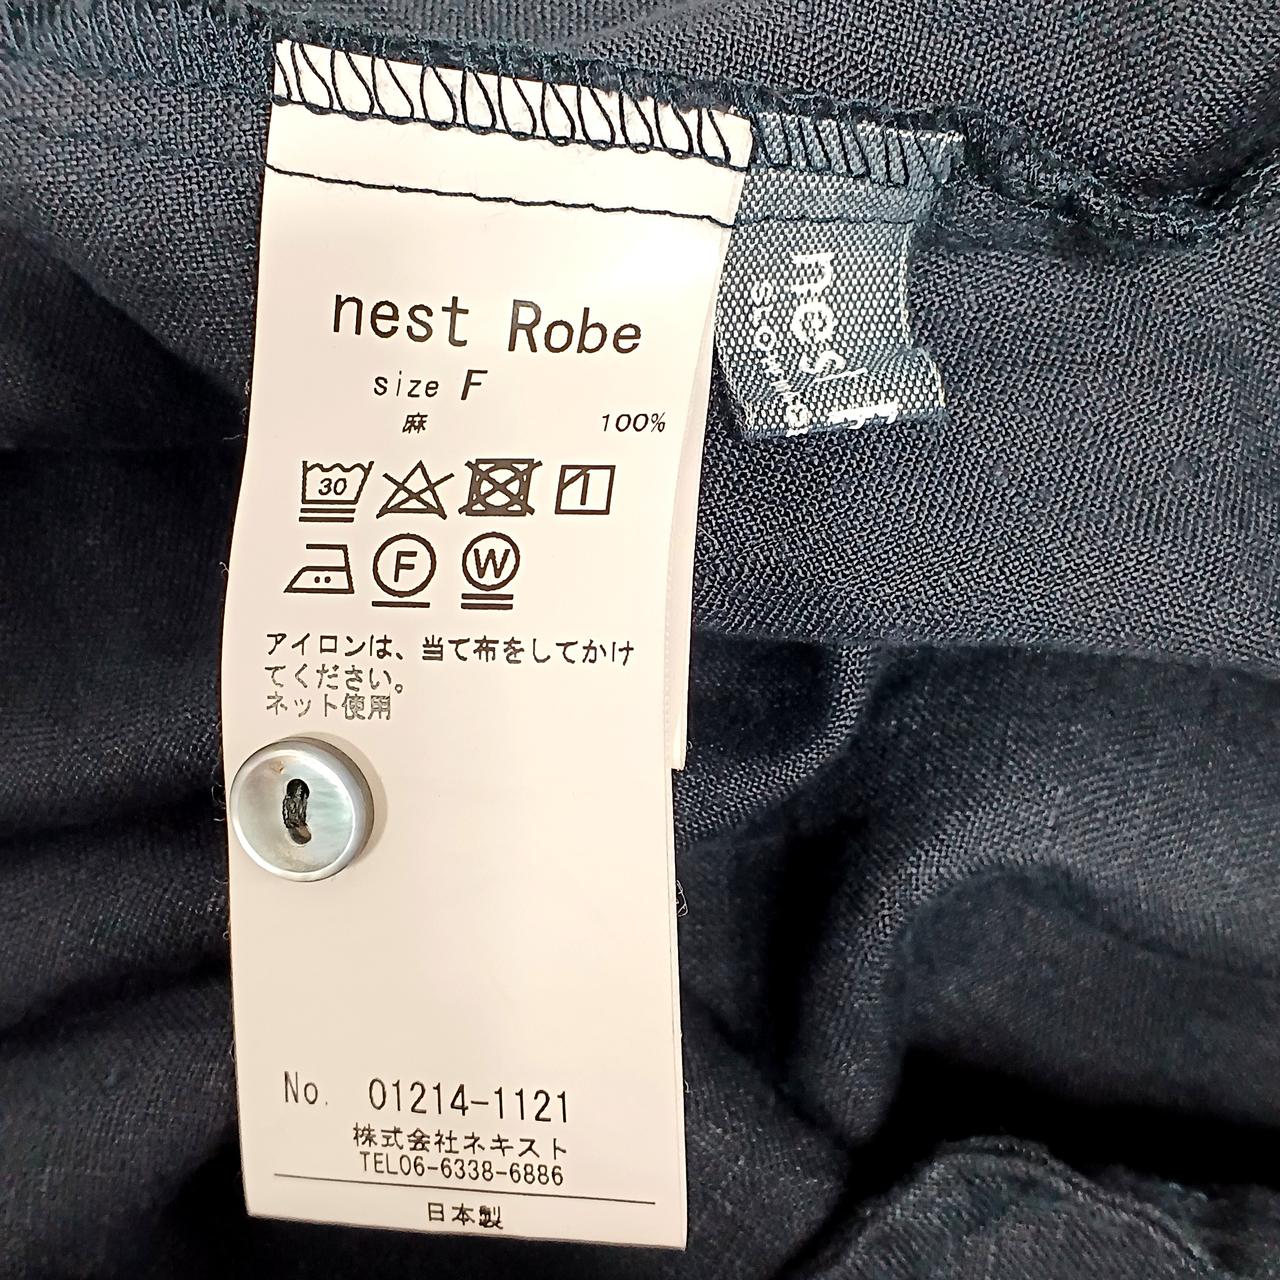 nest Robe
size F
麻 100%
30
F W
アイロンは、当て布をしてかけ
てください。
ネット使用
No. 01214-1121
株式会社ネキスト
TEL06-6338-6886
日本製
nest